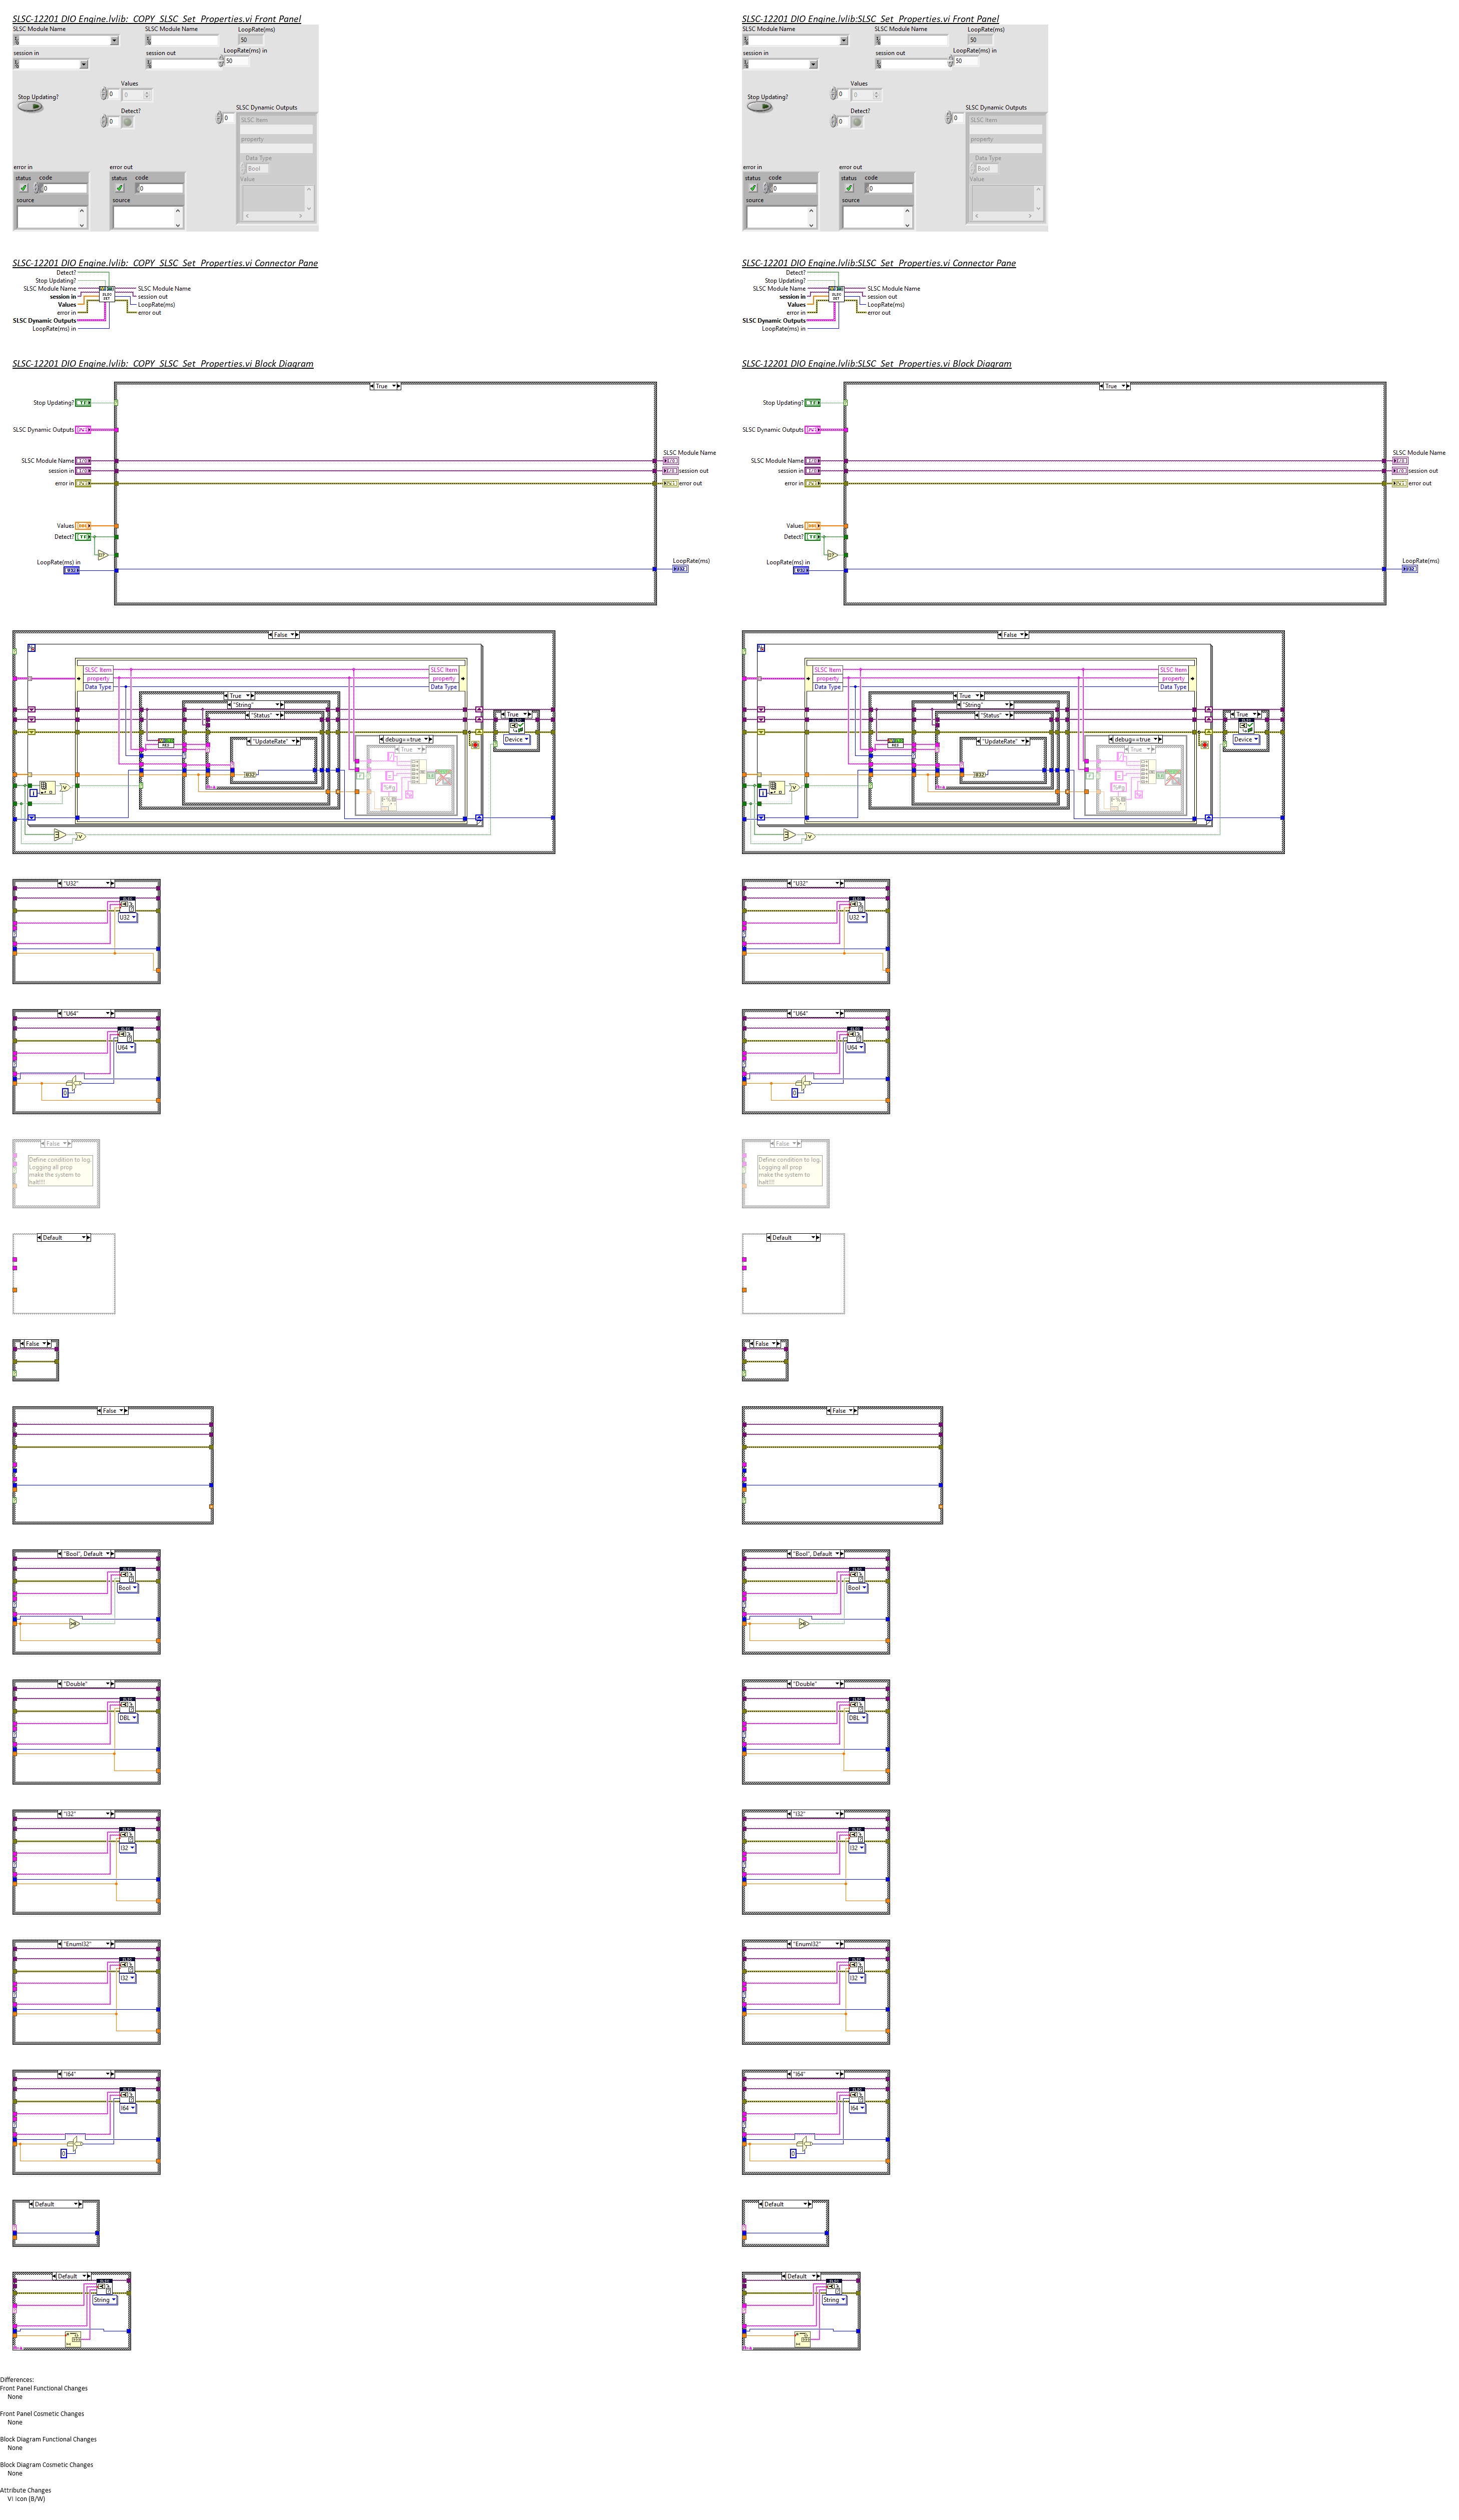 SLSC-12201 DIO Engine.lvlib:_COPY_SLSC_Set_Properties.vi Front Panel
SLSC Module Name
SLSC Module Name
LoopRate(ms)
50
session in
session out
LoopRate(ms) in
50
Values
0
0
Stop Updating?
Detect?
0
SLSC Dynamic Outputs
0
SLSC Item
property
Data Type
Bool
Value
error in
error out
status code
0
status code
0
source
source
SLSC-12201 DIO Engine.lvlib:SLSC_Set_Properties.vi Front Panel
SLSC Module Name
SLSC Module Name
LoopRate(ms)
50
session in
session out
LoopRate(ms) in
50
Values
0
0
Stop Updating?
Detect?
0
SLSC Dynamic Outputs
0
SLSC Item
property
Data Type
Bool
Value
error in
error out
status code
0
status code
0
source
source
SLSC-12201 DIO Engine.lvlib:_COPY_SLSC_Set_Properties.vi Connector Pane
Detect?
Stop Updating?
SLSC Module Name
SLSC Module Name
session in
session out
Values
LoopRate(ms)
error in
error out
SLSC Dynamic Outputs
LoopRate(ms) in
SLSC-12201 DIO Engine.lvlib:SLSC_Set_Properties.vi Connector Pane
Detect?
Stop Updating?
SLSC Module Name
SLSC Module Name
session in
session out
Values
LoopRate(ms)
error in
error out
SLSC Dynamic Outputs
LoopRate(ms) in
SLSC-12201 DIO Engine.lvlib:_COPY_SLSC_Set_Properties.vi Block Diagram
True
Stop Updating?
SLSC Dynamic Outputs
SLSC Module Name
SLSC Module Name
session in
session out
error in
error out
Values
Detect?
LoopRate(ms) in
LoopRate(ms)
SLSC-12201 DIO Engine.lvlib:SLSC_Set_Properties.vi Block Diagram
True
Stop Updating?
SLSC Dynamic Outputs
SLSC Module Name
SLSC Module Name
session in
session out
error in
error out
Values
Detect?
LoopRate(ms) in
LoopRate(ms)
False
SLSC Item
property
Data Type
SLSC Item
property
Data Type
True
"String"
"Status"
"UpdateRate"
U32
debug==true
True
True
Device
False
SLSC Item
property
Data Type
SLSC Item
property
Data Type
True
"String"
"Status"
"UpdateRate"
U32
debug==true
True
True
Device
"U32"
U32
"U32"
U32
"U64"
U64
0
"U64"
U64
0
False
Define condition to log.
Logging all prop
make the system to
halt!!!!
False
Define condition to log.
Logging all prop
make the system to
halt!!!!
Default
Default
False
False
False
False
"Bool", Default
Bool
"Bool", Default
Bool
"Double"
DBL
"Double"
DBL
"I32"
I32
"I32"
I32
"EnumI32"
I32
"EnumI32"
I32
"I64"
I64
0
"I64"
I64
0
Default
Default
Default
String
Default
String
Differences:
Front Panel Functional Changes
None
Front Panel Cosmetic Changes
None
Block Diagram Functional Changes
None
Block Diagram Cosmetic Changes
None
Attribute Changes
VI Icon (B/W)